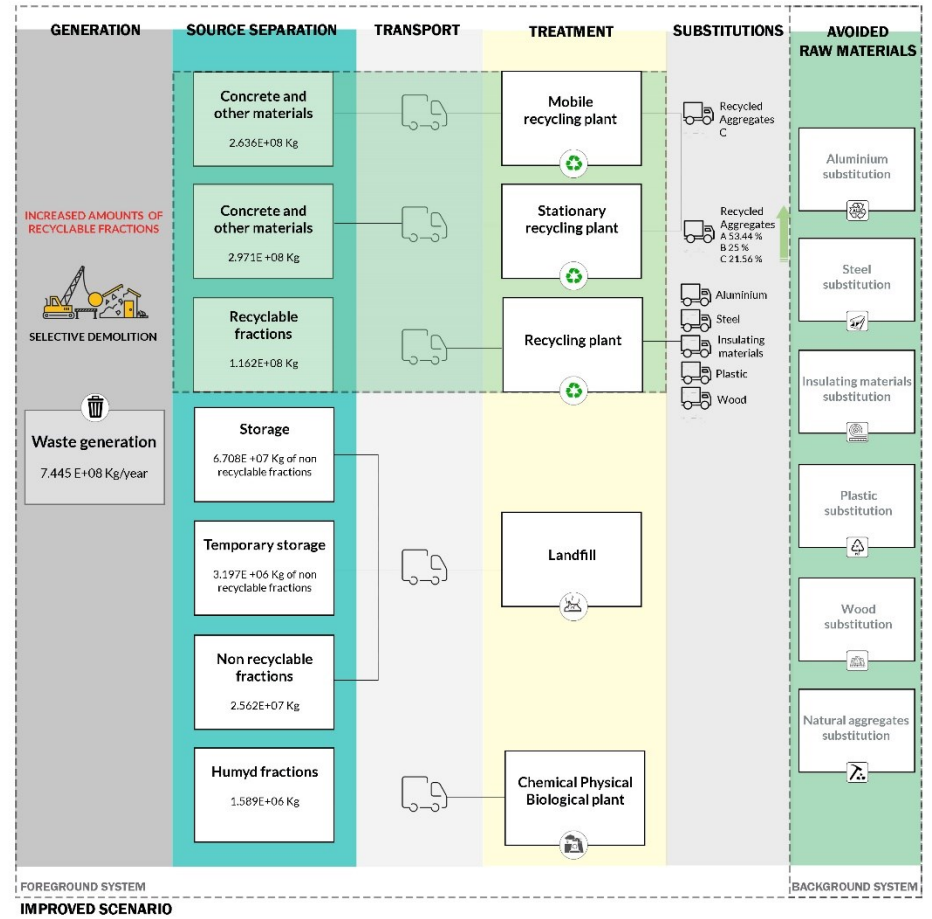 GENERATION
SOURCE SEPARATION
TRANSPORT
TREATMENT
SUBSTITUTIONS
AVOIDED
RAW MATERIALS
INCREASED AMOUNTS OF
RECYCLABLE FRACTIONS
SELECTIVE DEMOLITION
Waste generation
7.445 E+08 Kg/year
Concrete and
other materials
2.636E+08 Kg
Concrete and
other materials
2.971E +08 Kg
Recyclable
fractions
1.162E+08 Kg
Storage
6.708E +07 Kg of non
recyclable fractions
Temporary storage
3.197E +06 Kg of non
recyclable fractions
Non recyclable
fractions
2.562E+07 Kg
Humyd fractions
1.589E+06 Kg
Mobile
recycling plant
Stationary
recycling plant
Recycling plant
Landfill
Chemical Physical
Biological plant
Recycled
Aggregates
C
Recycled
Aggregates
A 53.44 %
B 25 %
C 21.56 %
Aluminium
Steel
Insulating
materials
Plastic
Wood
Aluminium
substitution
Steel
substitution
Insulating materials
substitution
Plastic
substitution
Wood
substitution
Natural aggregates
substitution
FOREGROUND SYSTEM
BACKGROUND SYSTEM
IMPROVED SCENARIO